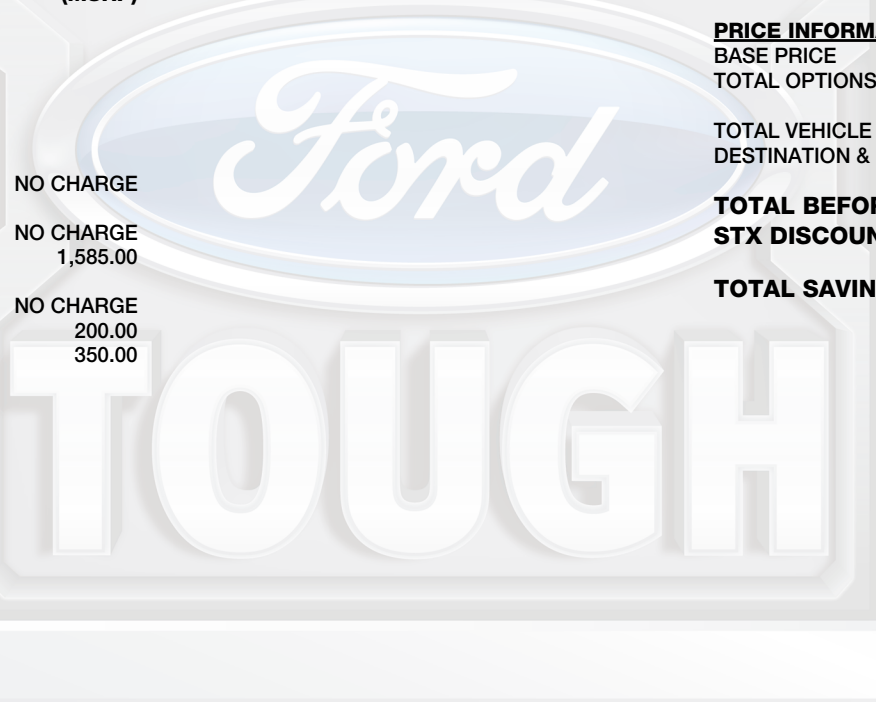 PRICE INFORM
BASE PRICE
TOTAL OPTIONS
TOTAL VEHICLE
DESTINATION &
TOTAL BEFOR
STX DISCOUN
TOTAL SAVIN
NO CHARGE
NO CHARGE
1,585.00
NO CHARGE
200.00
350.00
Ford
TOUGH